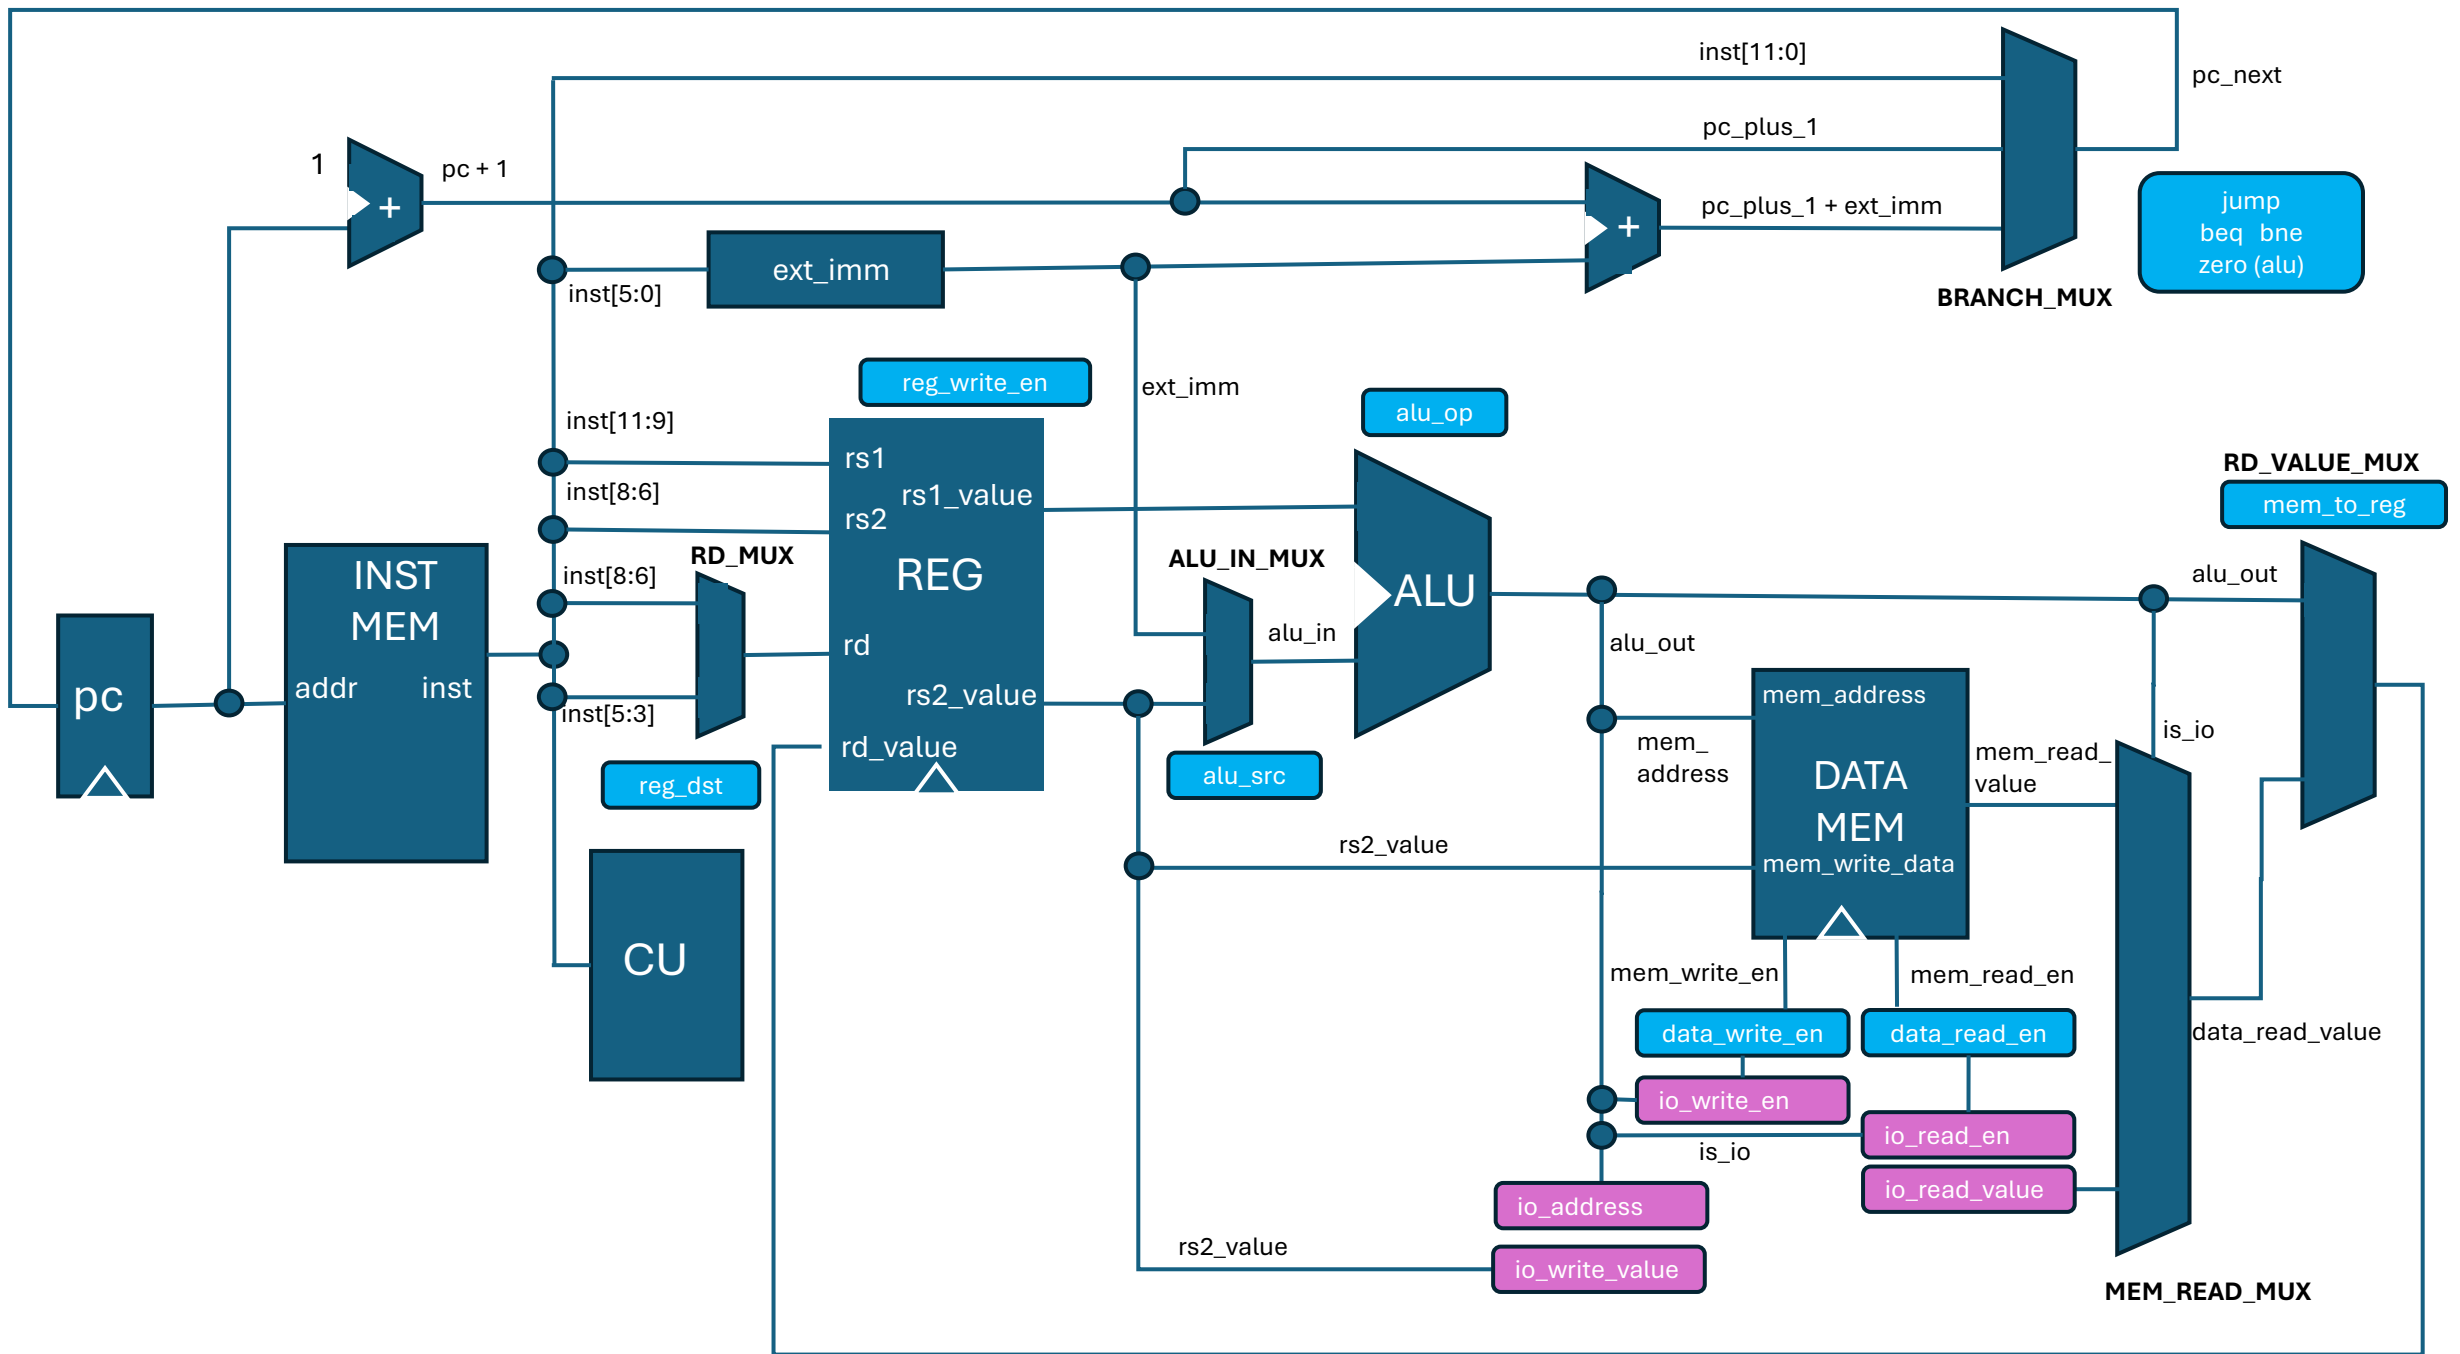 inst[11:0]
pc_next
pc_plus_1
1
pc + 1
+
+
pc_plus_1 + ext_imm
jump
beq bne
zero (alu)
ext_imm
inst[5:0]
BRANCH_MUX
reg_write_en
ext_imm
alu_op
inst[11:9]
rs1
RD_VALUE_MUX
inst[8:6]
rs1_value
mem_to_reg
rs2
RD_MUX
ALU_IN_MUX
INST
MEM
inst[8:6]
REG
ALU
alu_out
alu_in
alu_out
rd
pc
addr
inst
rs2_value
mem_address
inst[5:3]
is_io
rd_value
mem_
address
mem_read_
value
reg_dst
alu_src
DATA
MEM
rs2_value
mem_write_data
CU
mem_write_en
mem_read_en
data_write_en
data_read_en
data_read_value
io_write_en
io_read_en
is_io
io_read_value
io_address
rs2_value
io_write_value
MEM_READ_MUX